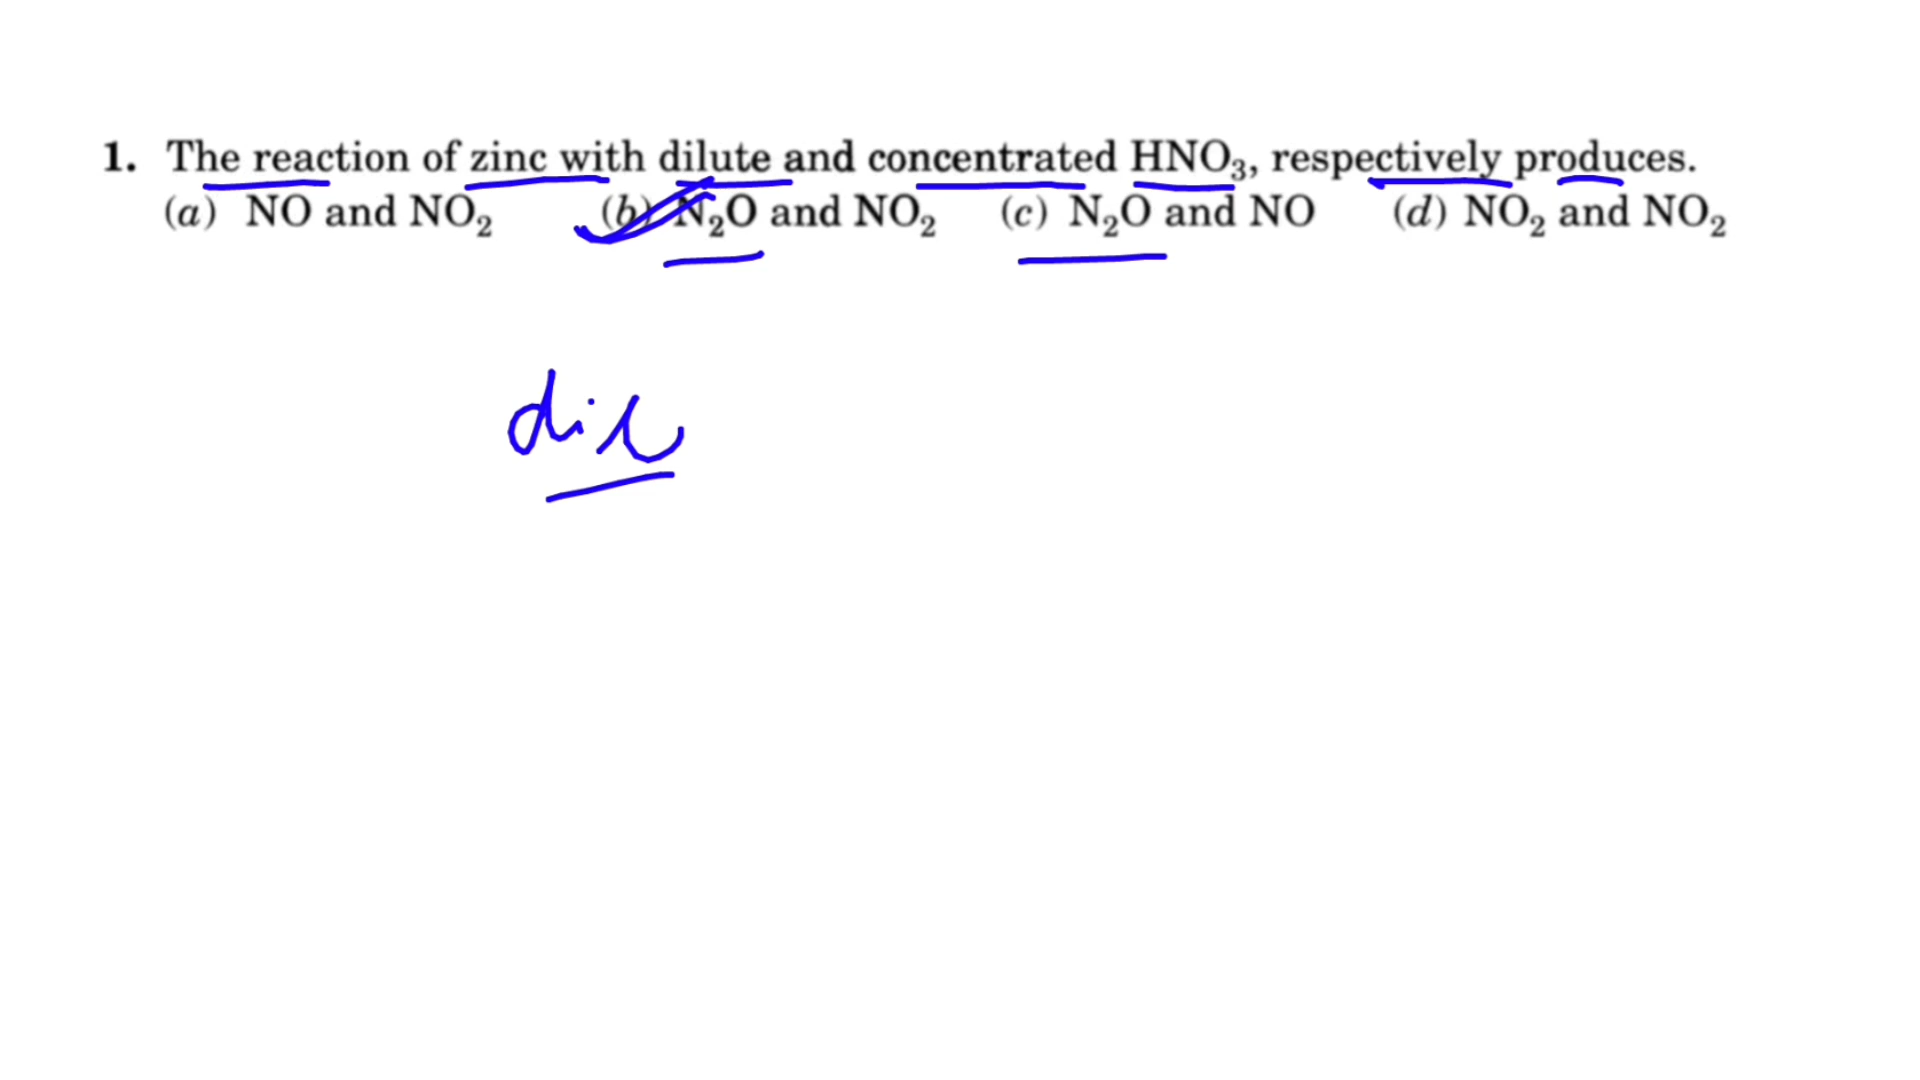 1. The reaction of zinc with dilute and concentrated HNO₃, respectively produces.
(a) NO and NO₂ (b) N₂O and NO₂ (c) N₂O and NO (d) NO₂ and NO₂
dil